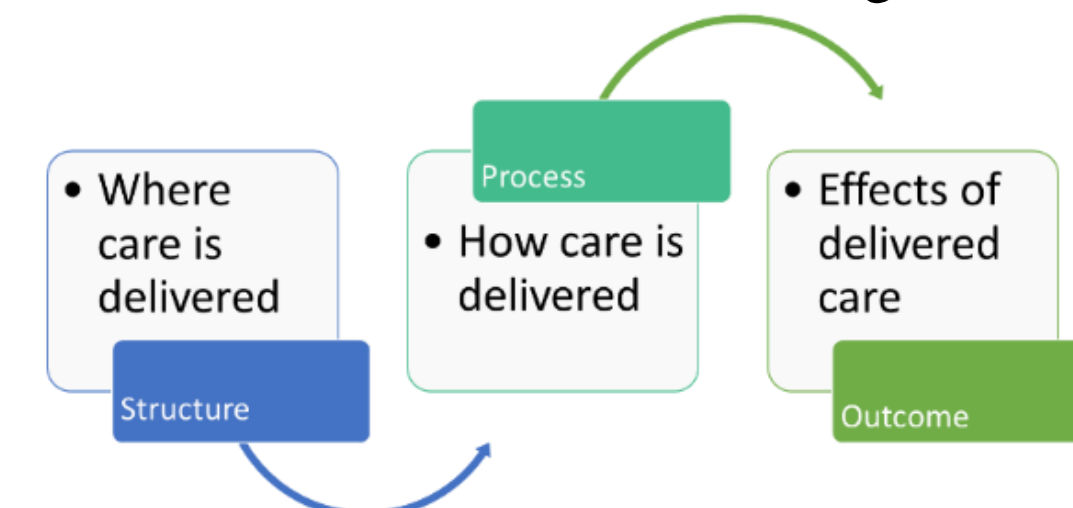 • Where
care is
delivered
Structure
Process
• How care is
delivered
• Effects of
delivered
care
Outcome